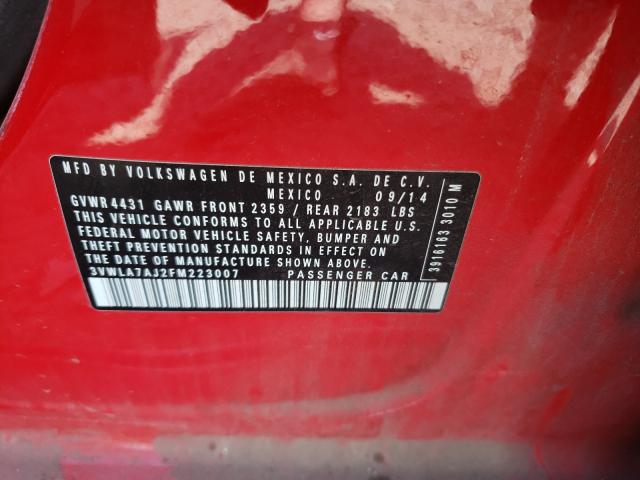 MFD BY VOLKSWAGEN DE MEXICO S.A. DE C.V.
MEXICO 09/14
GVWR 4431 GAWR FRONT 2359 / REAR 2183 LBS
THIS VEHICLE CONFORMS TO ALL APPLICABLE U.S.
FEDERAL MOTOR VEHICLE SAFETY, BUMPER AND
THEFT PREVENTION STANDARDS IN EFFECT ON
DATE OF MANUFACTURE SHOWN ABOVE.
3VWLA7AJ2FM223007 PASSENGER CAR
3916163 3010 M